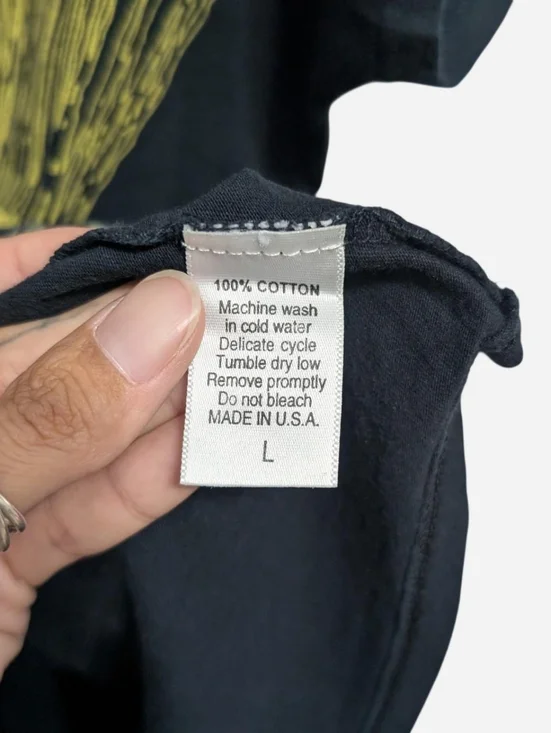 100% COTTON
Machine wash
in cold water
Delicate cycle
Tumble dry low
Remove promptly
Do not bleach
MADE IN U.S.A.
L